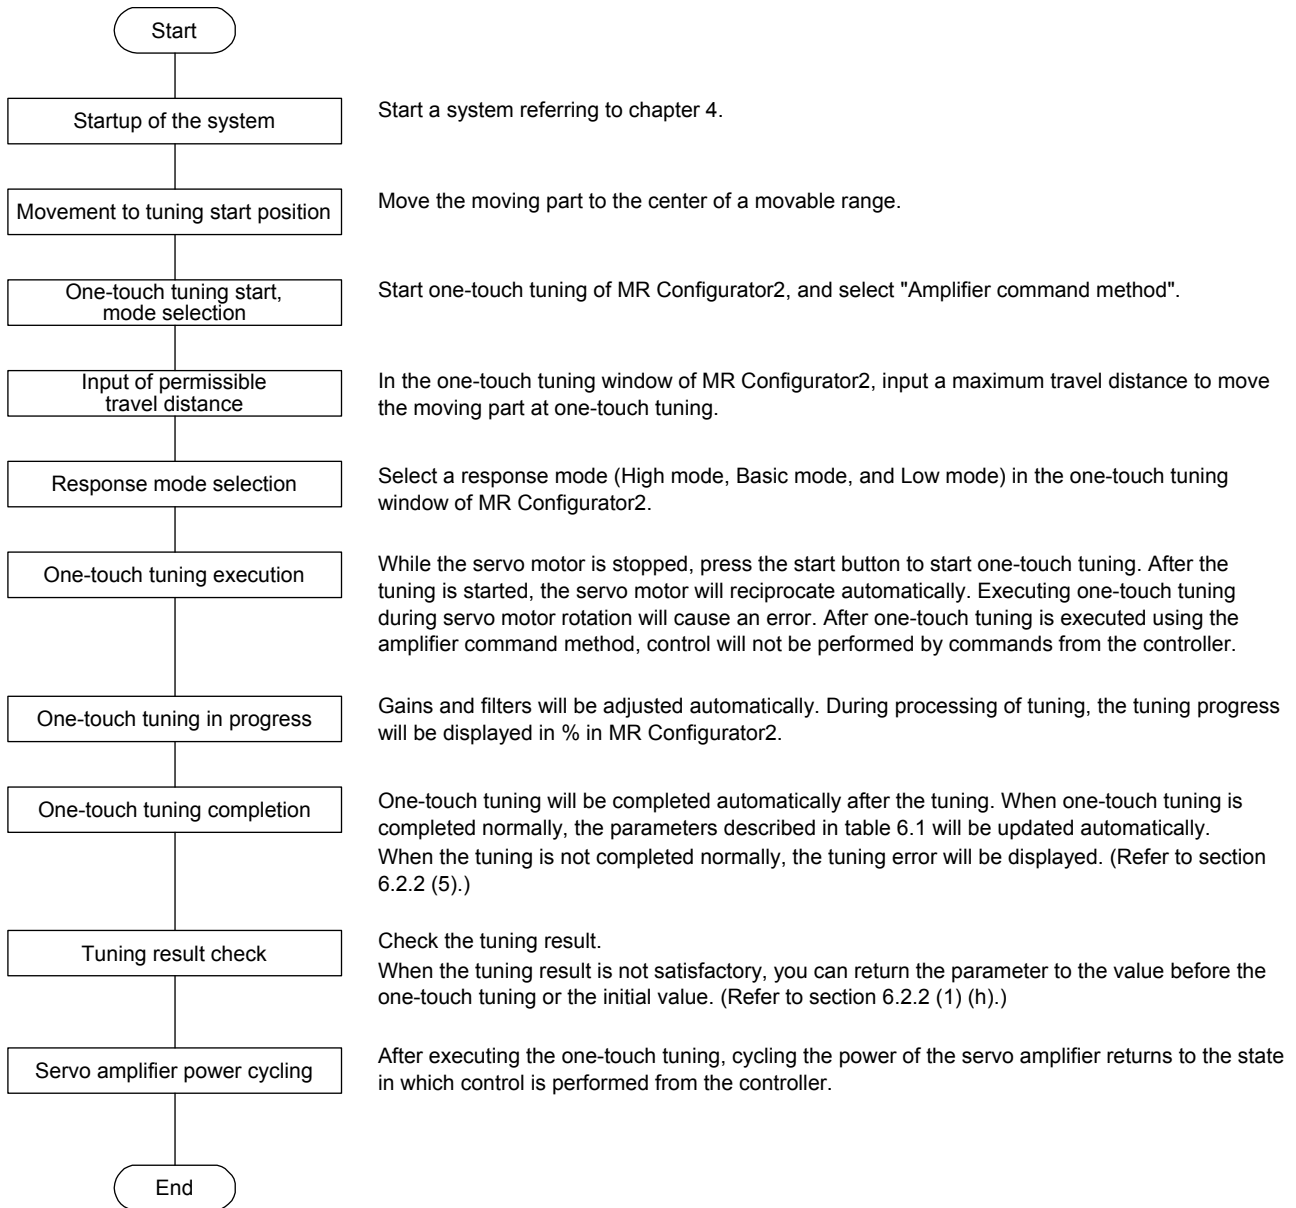 Start
Startup of the system
Start a system referring to chapter 4.
Movement to tuning start position
Move the moving part to the center of a movable range.
One-touch tuning start,
mode selection
Start one-touch tuning of MR Configurator2, and select "Amplifier command method".
Input of permissible
travel distance
In the one-touch tuning window of MR Configurator2, input a maximum travel distance to move
the moving part at one-touch tuning.
Response mode selection
Select a response mode (High mode, Basic mode, and Low mode) in the one-touch tuning
window of MR Configurator2.
One-touch tuning execution
While the servo motor is stopped, press the start button to start one-touch tuning. After the
tuning is started, the servo motor will reciprocate automatically. Executing one-touch tuning
during servo motor rotation will cause an error. After one-touch tuning is executed using the
amplifier command method, control will not be performed by commands from the controller.
One-touch tuning in progress
Gains and filters will be adjusted automatically. During processing of tuning, the tuning progress
will be displayed in % in MR Configurator2.
One-touch tuning completion
One-touch tuning will be completed automatically after the tuning. When one-touch tuning is
completed normally, the parameters described in table 6.1 will be updated automatically.
When the tuning is not completed normally, the tuning error will be displayed. (Refer to section
6.2.2 (5).)
Tuning result check
Check the tuning result.
When the tuning result is not satisfactory, you can return the parameter to the value before the
one-touch tuning or the initial value. (Refer to section 6.2.2 (1) (h).)
Servo amplifier power cycling
After executing the one-touch tuning, cycling the power of the servo amplifier returns to the state
in which control is performed from the controller.
End